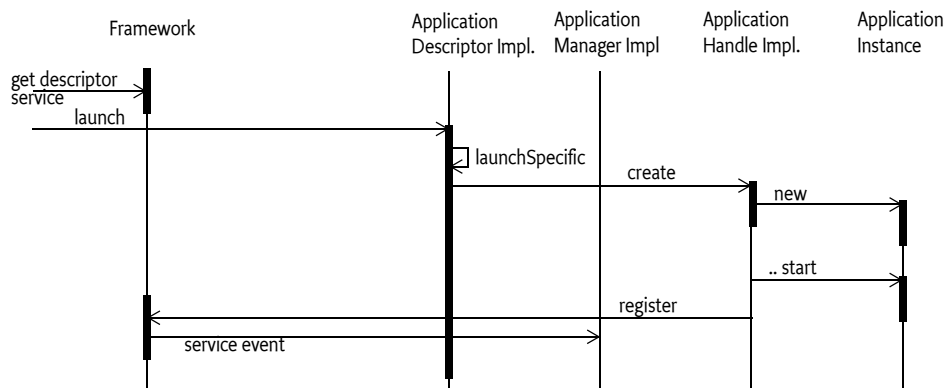 Framework
Application
Descriptor Impl.
Application
Manager Impl
Application
Handle Impl.
Application
Instance
get descriptor
service
launch
launchSpecific
create
new
.. start
register
service event